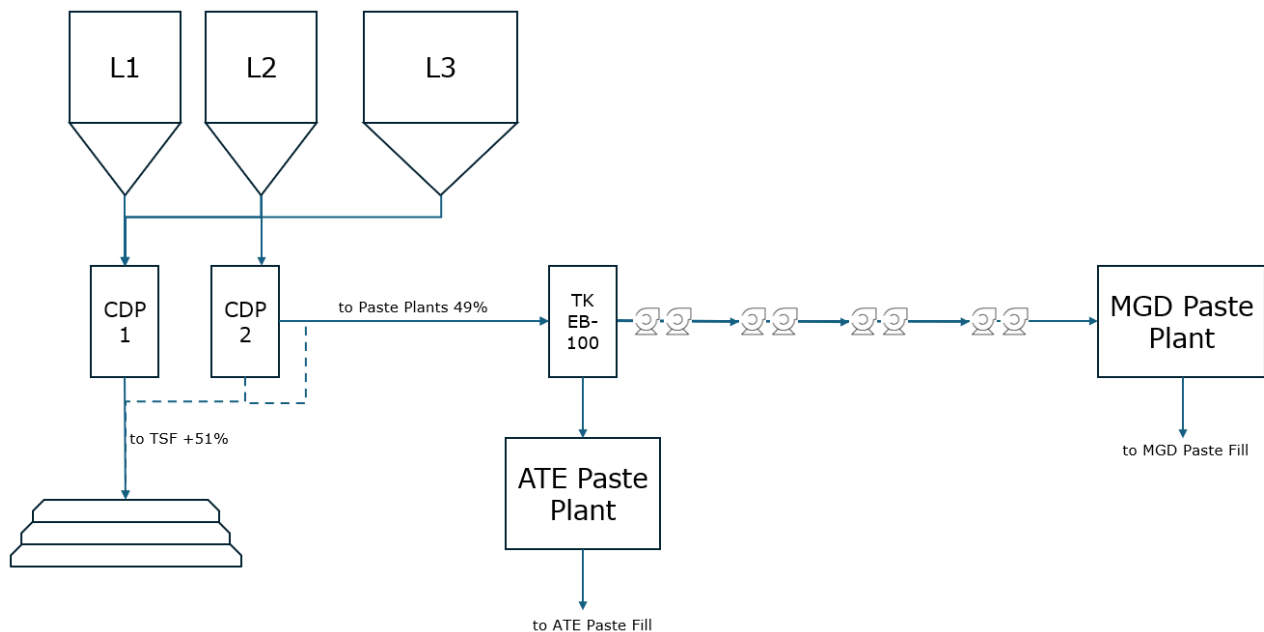 L1
L2
L3
CDP
1
CDP
2
to Paste Plants 49%
TK
EB-
100
MGD Paste
Plant
to TSF +51%
to MGD Paste Fill
ATE Paste
Plant
to ATE Paste Fill